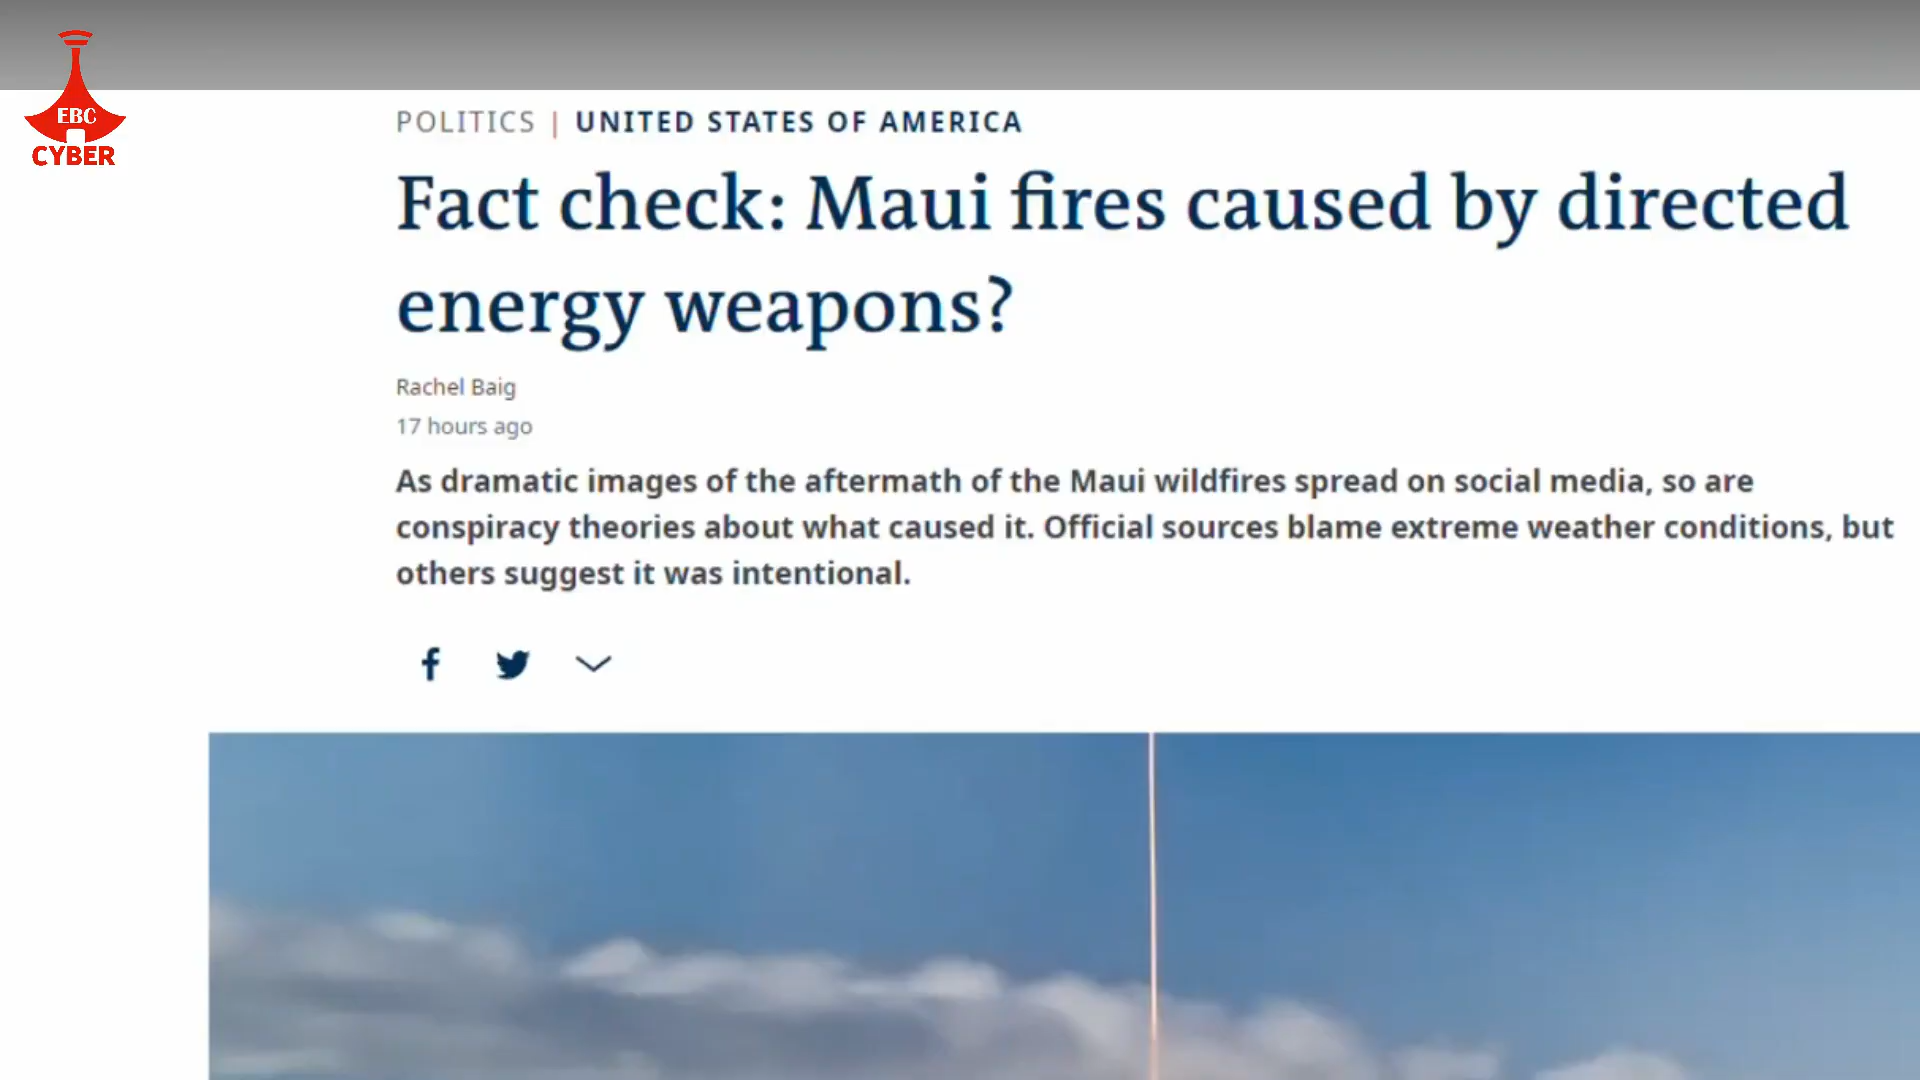 EBC
CYBER
POLITICS | UNITED STATES OF AMERICA
Fact check: Maui fires caused by directed
energy weapons?
Rachel Baig
17 hours ago
As dramatic images of the aftermath of the Maui wildfires spread on social media, so are
conspiracy theories about what caused it. Official sources blame extreme weather conditions, but
others suggest it was intentional.